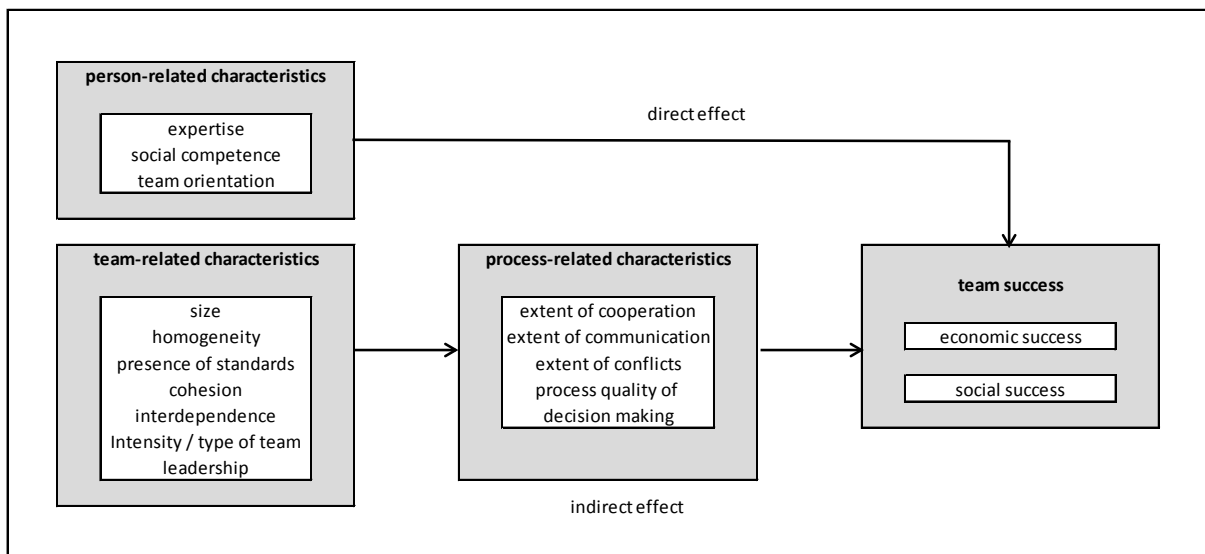 person-related characteristics
expertise
social competence
team orientation
direct effect
team-related characteristics
size
homogeneity
presence of standards
cohesion
interdependence
Intensity / type of team
leadership
process-related characteristics
extent of cooperation
extent of communication
extent of conflicts
process quality of
decision making
indirect effect
team success
economic success
social success